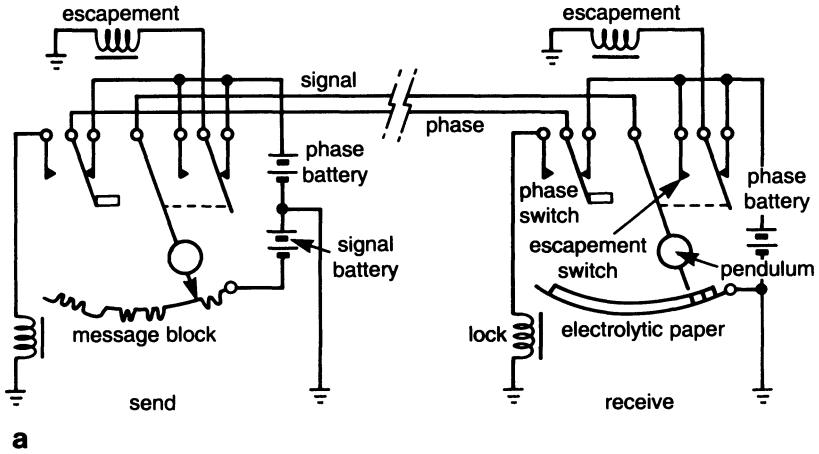 escapement
escapement
signal
phase
phase
battery
signal
battery
message block
send
phase
switch
escapement
switch
phase
battery
pendulum
electrolytic paper
lock
receive
a